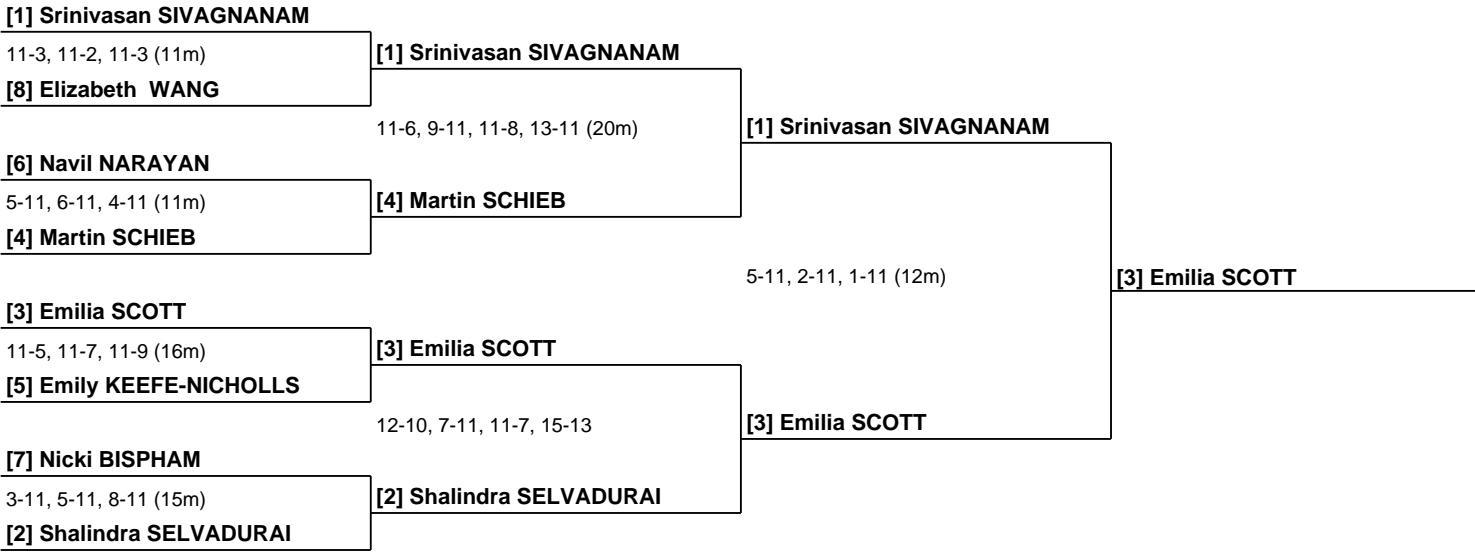 [1] Srinivasan SIVAGNANAM
11-3, 11-2, 11-3 (11m)
[8] Elizabeth  WANG
[6] Navil NARAYAN
5-11, 6-11, 4-11 (11m)
[4] Martin SCHIEB
[3] Emilia SCOTT
11-5, 11-7, 11-9 (16m)
[5] Emily KEEFE-NICHOLLS
[7] Nicki BISPHAM
3-11, 5-11, 8-11 (15m)
[2] Shalindra SELVADURAI
[1] Srinivasan SIVAGNANAM
11-6, 9-11, 11-8, 13-11 (20m)
[4] Martin SCHIEB
[3] Emilia SCOTT
12-10, 7-11, 11-7, 15-13
[2] Shalindra SELVADURAI
[1] Srinivasan SIVAGNANAM
5-11, 2-11, 1-11 (12m)
[3] Emilia SCOTT
[3] Emilia SCOTT